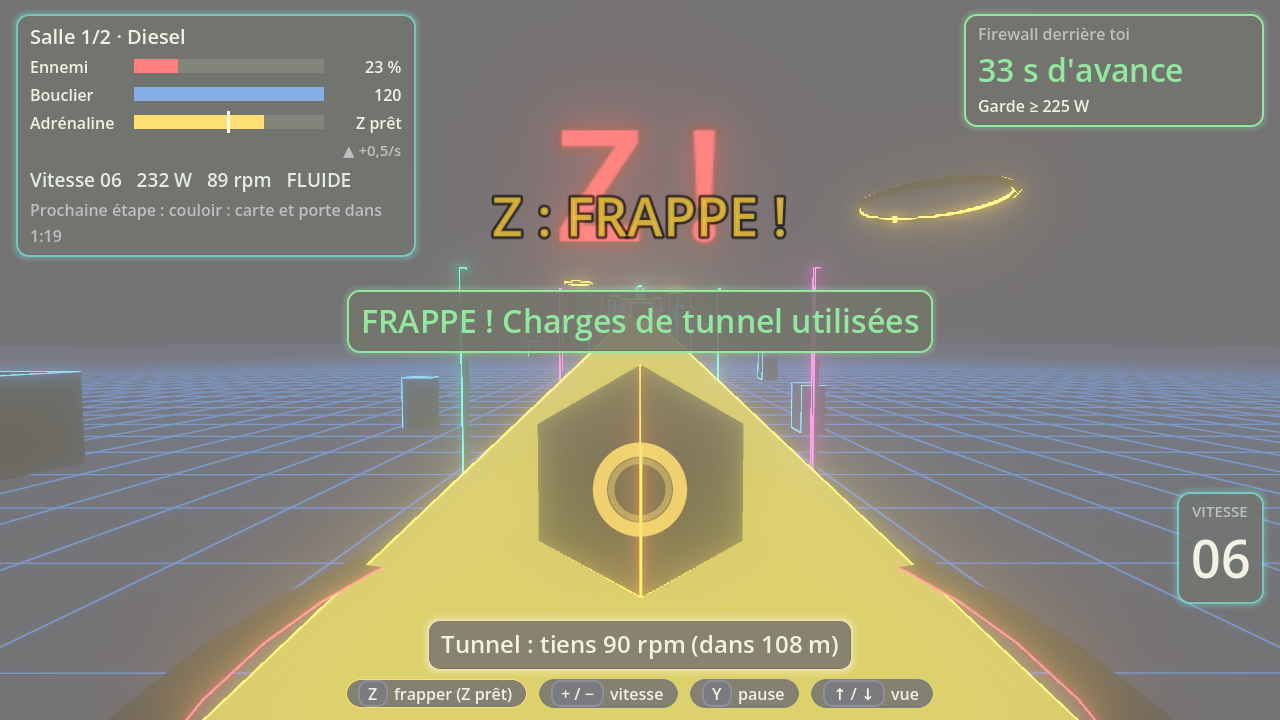 Salle 1/2 · Diesel
Ennemi 23 %
Bouclier 120
Adrénaline Z prêt
▲ +0,5/s
Vitesse 06 232 W 89 rpm FLUIDE
Prochaine étape : couloir : carte et porte dans
1:19
Firewall derrière toi
33 s d'avance
Garde ≥ 225 W
Z !
Z : FRAPPE !
FRAPPE ! Charges de tunnel utilisées
VITESSE
06
Tunnel : tiens 90 rpm (dans 108 m)
Z frapper (Z prêt) + / − vitesse Y pause ↑ / ↓ vue